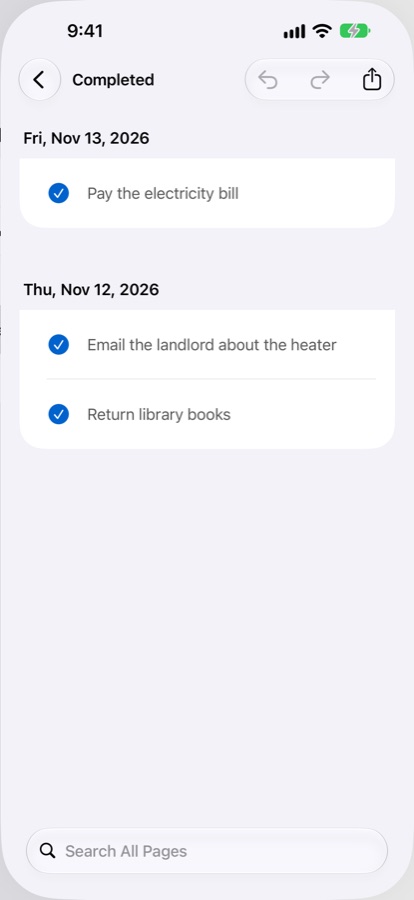 9:41
Completed
Fri, Nov 13, 2026
Pay the electricity bill
Thu, Nov 12, 2026
Email the landlord about the heater
Return library books
Search All Pages